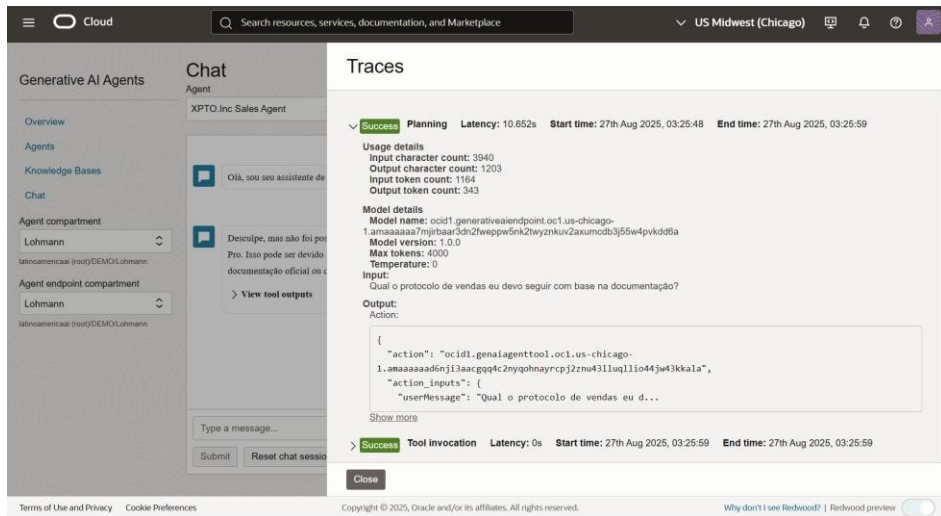 Cloud
Search resources, services, documentation, and Marketplace
US Midwest (Chicago)
Generative AI Agents
Overview
Agents
Knowledge Bases
Chat
Agent compartment
Lohmann
latinoamericaai (root)/DEMO/Lohmann
Agent endpoint compartment
Lohmann
latinoamericaai (root)/DEMO/Lohmann
Chat
Agent
XPTO.Inc Sales Agent
Olá, sou seu assistente de
Desculpe, mas não foi pos
Pro. Isso pode ser devido
documentação oficial ou c
View tool outputs
Type a message...
Submit
Reset chat sessio
Traces
Success Planning Latency: 10.652s Start time: 27th Aug 2025, 03:25:48 End time: 27th Aug 2025, 03:25:59
Usage details
Input character count: 3940
Output character count: 1203
Input token count: 1164
Output token count: 343
Model details
Model name: ocid1.generativeaiendpoint.oc1.us-chicago-
1.amaaaaaa7mjirbaar3dn2fweppw5nk2twyznkuv2axumcdb3j55w4pvkdd6a
Model version: 1.0.0
Max tokens: 4000
Temperature: 0
Input:
Qual o protocolo de vendas eu devo seguir com base na documentação?
Output:
Action:
{
"action": "ocid1.genaiagenttool.oc1.us-chicago-
1.amaaaaaad6nji3aacgqq4c2nyqohnayrcpj2znu43lluqllio44jw43kkala",
"action_inputs": {
"userMessage": "Qual o protocolo de vendas eu d...
Show more
Success Tool invocation Latency: 0s Start time: 27th Aug 2025, 03:25:59 End time: 27th Aug 2025, 03:25:59
Close
Terms of Use and Privacy Cookie Preferences
Copyright © 2025, Oracle and/or its affiliates. All rights reserved.
Why don't I see Redwood? | Redwood preview